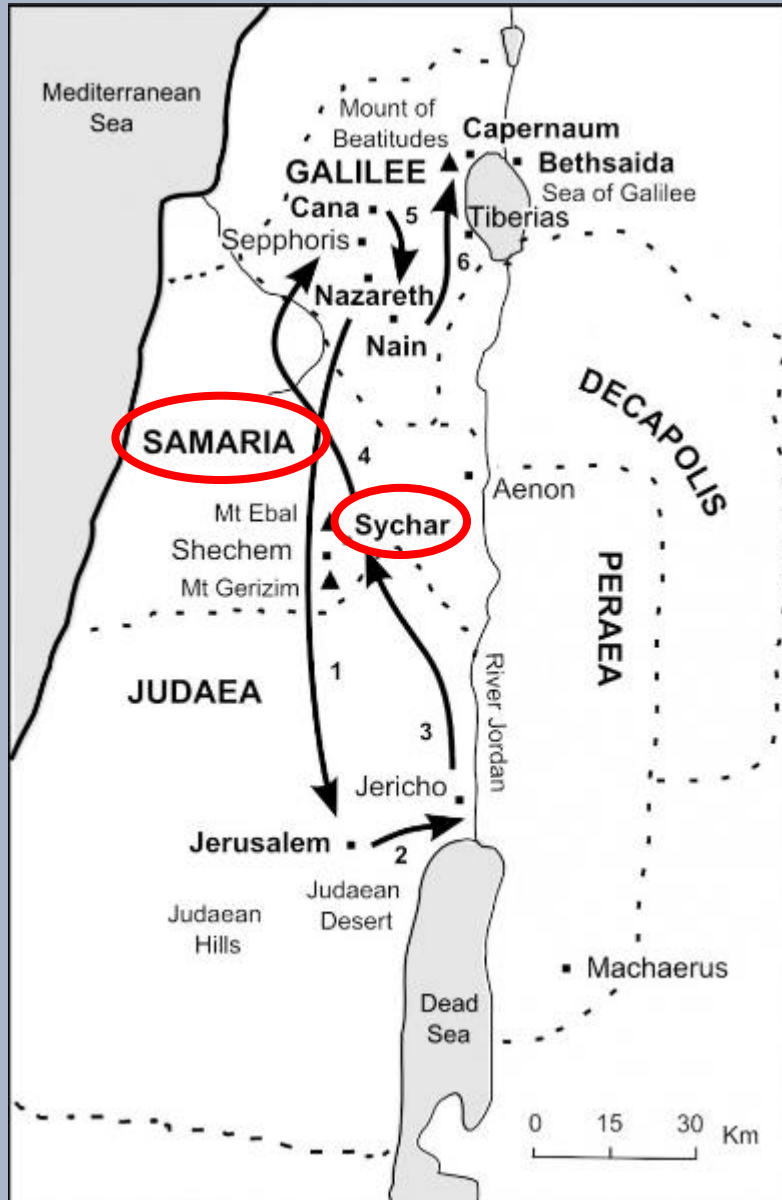 Mediterranean
Sea
Mount of
Beatitudes
Capernaum
GALILEE
Bethsaida
Sea of Galilee
Cana
5
Tiberias
Sepphoris
6
Nazareth
Nain
DECAPOLIS
SAMARIA
4
Aenon
Mt Ebal
Sychar
Shechem
Mt Gerizim
PERAEA
1
JUDAEA
River Jordan
3
Jericho
Jerusalem
2
Judaean
Desert
Judaean
Hills
Machaerus
Dead
Sea
0 15 30 Km